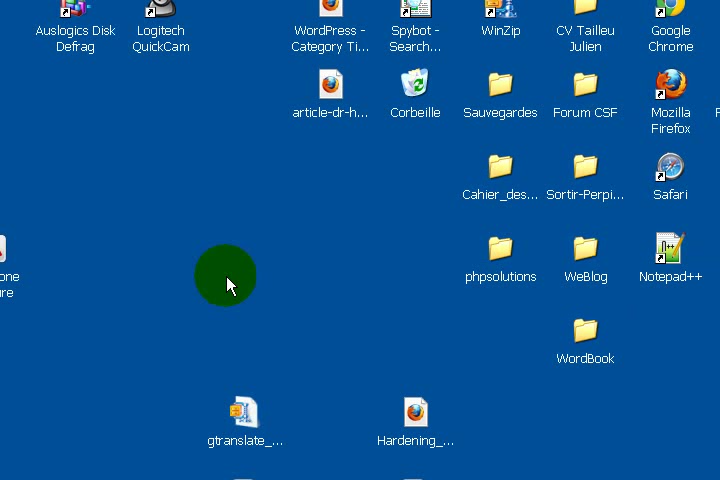 Auslogics Disk
Defrag
Logitech
QuickCam
WordPress -
Category Ti...
Spybot -
Search...
WinZip
CV Tailleu
Julien
Google
Chrome
article-dr-h...
Corbeille
Sauvegardes
Forum CSF
Mozilla
Firefox
Cahier_des...
Sortir-Perpi...
Safari
one
ure
phpsolutions
WeBlog
Notepad++
WordBook
gtranslate_...
Hardening_...